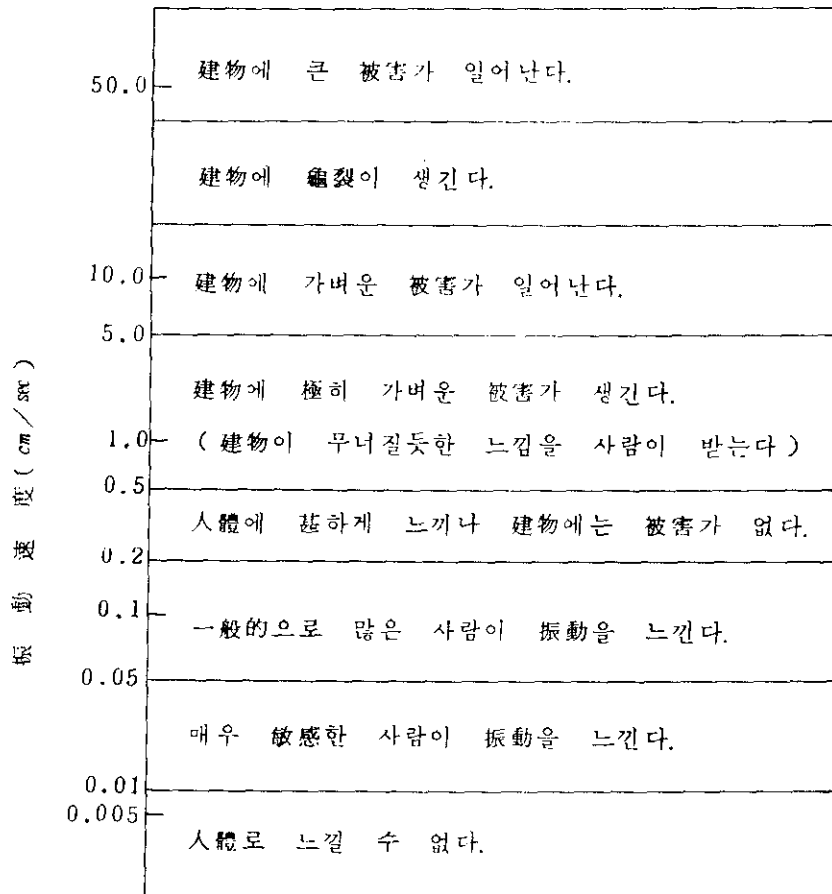 50.0
建物에 큰 被害가 일어난다.
建物에 龜裂이 생긴다.
10.0
建物에 가벼운 被害가 일어난다.
5.0
建物에 極히 가벼운 被害가 생긴다.
1.0
(建物이 무너질듯한 느낌을 사람이 받는다)
0.5
人體에 甚하게 느끼나 建物에는 被害가 없다.
0.2
0.1
一般的으로 많은 사람이 振動을 느낀다.
0.05
매우 敏感한 사람이 振動을 느낀다.
0.01
0.005
人體로 느낄 수 없다.
振動速度(cm/sec)